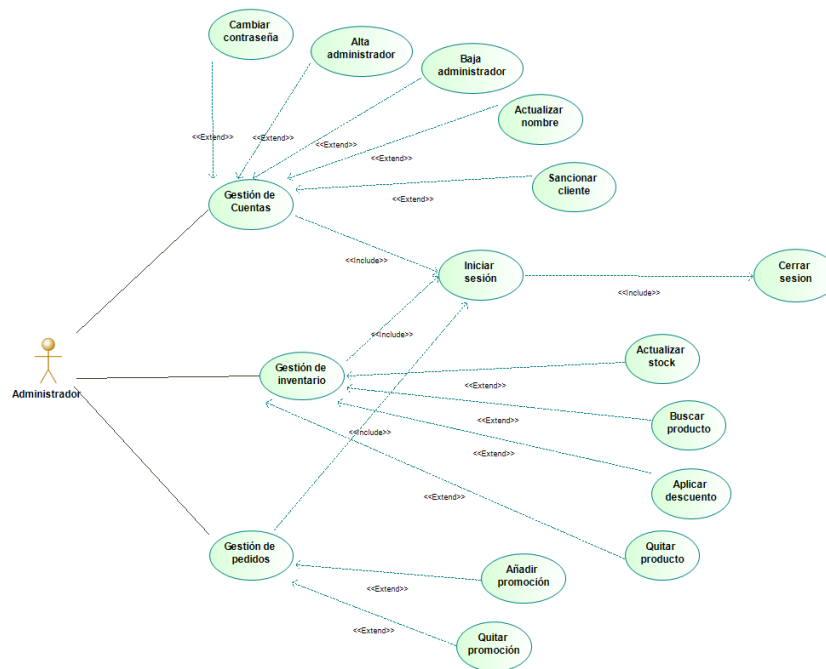 Cambiar
contraseña
Alta
administrador
Baja
administrador
Actualizar
nombre
<<Extend>>
<<Extend>>
<<Extend>>
<<Extend>>
Sancionar
cliente
<<Extend>>
Gestión de
Cuentas
<<Include>>
Iniciar
sesión
Cerrar
sesion
<<Include>>
<<Include>>
Administrador
Gestión de
inventario
Actualizar
stock
<<Extend>>
Buscar
producto
<<Extend>>
<<Include>>
<<Extend>>
Aplicar
descuento
<<Extend>>
Quitar
producto
Gestión de
pedidos
Añadir
promoción
<<Extend>>
<<Extend>>
Quitar
promoción